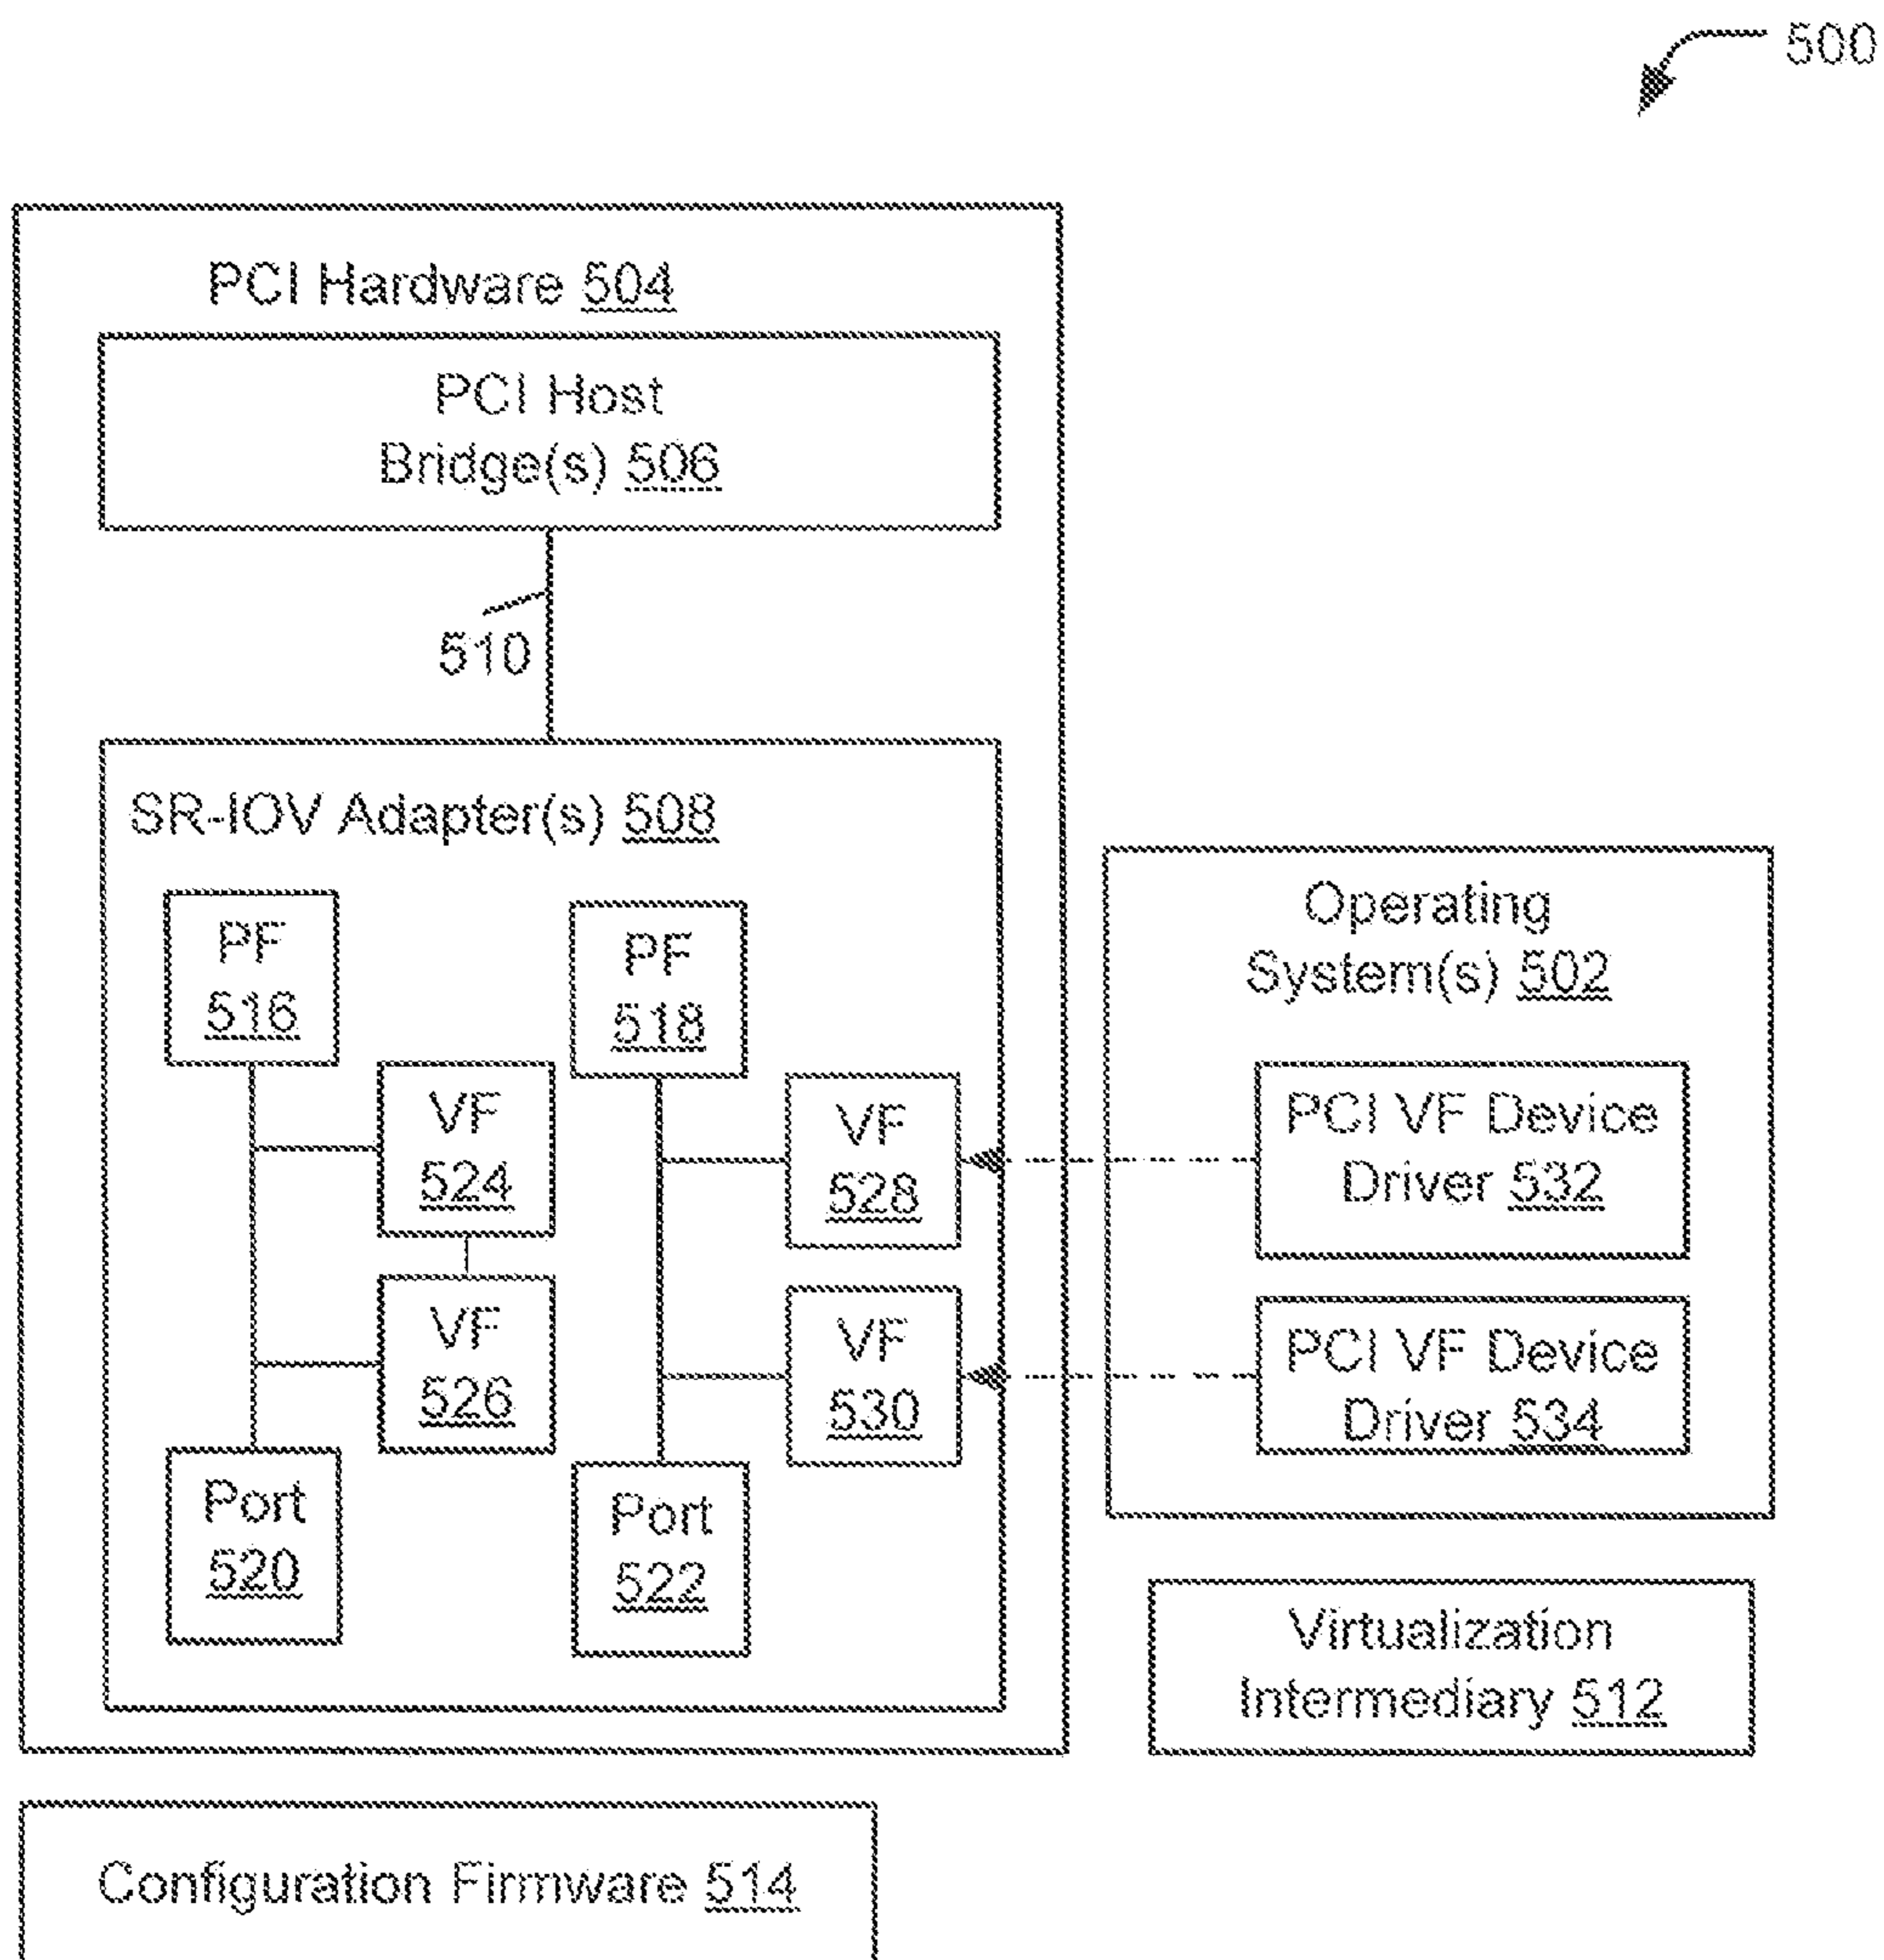 500
PCI Hardware 504
PCI Host
Bridge(s) 506
510
SR-IOV Adapter(s) 508
PF
516
PF
518
VF
524
VF
528
VF
526
VF
530
Port
520
Port
522
Operating
System(s) 502
PCI VF Device
Driver 532
PCI VF Device
Driver 534
Virtualization
Intermediary 512
Configuration Firmware 514